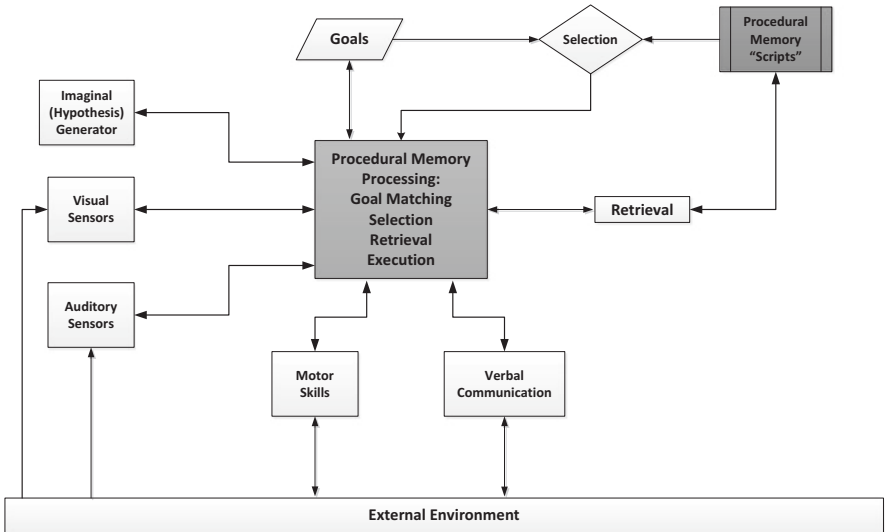 Goals
Selection
Procedural
Memory
“Scripts”
Imaginal
(Hypothesis)
Generator
Procedural Memory
Processing:
Goal Matching
Selection
Retrieval
Execution
Visual
Sensors
Retrieval
Auditory
Sensors
Motor
Skills
Verbal
Communication
External Environment